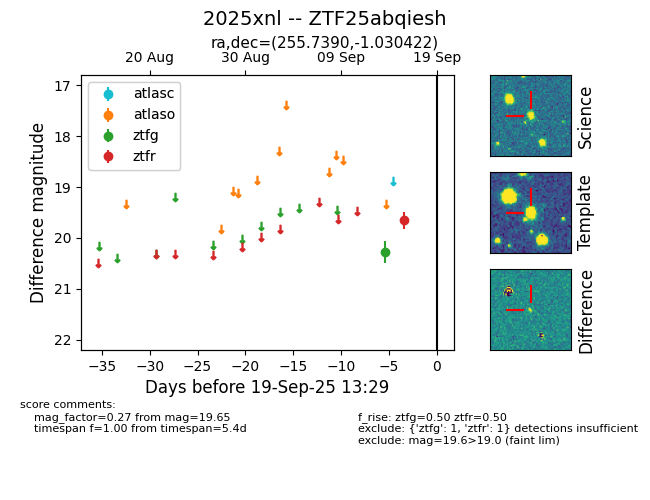 2025xnl -- ZTF25abqiesh
ra,dec=(255.7390,-1.030422)
20 Aug 30 Aug 09 Sep 19 Sep
17
18
19
20
21
22
Difference magnitude
atlasc
atlaso
ztfg
ztfr
−35 −30 −25 −20 −15 −10 −5 0
Days before 19-Sep-25 13:29
Science
Template
Difference
score comments:
mag_factor=0.27 from mag=19.65
timespan f=1.00 from timespan=5.4d
f_rise: ztfg=0.50 ztfr=0.50
exclude: {'ztfg': 1, 'ztfr': 1} detections insufficient
exclude: mag=19.6>19.0 (faint lim)